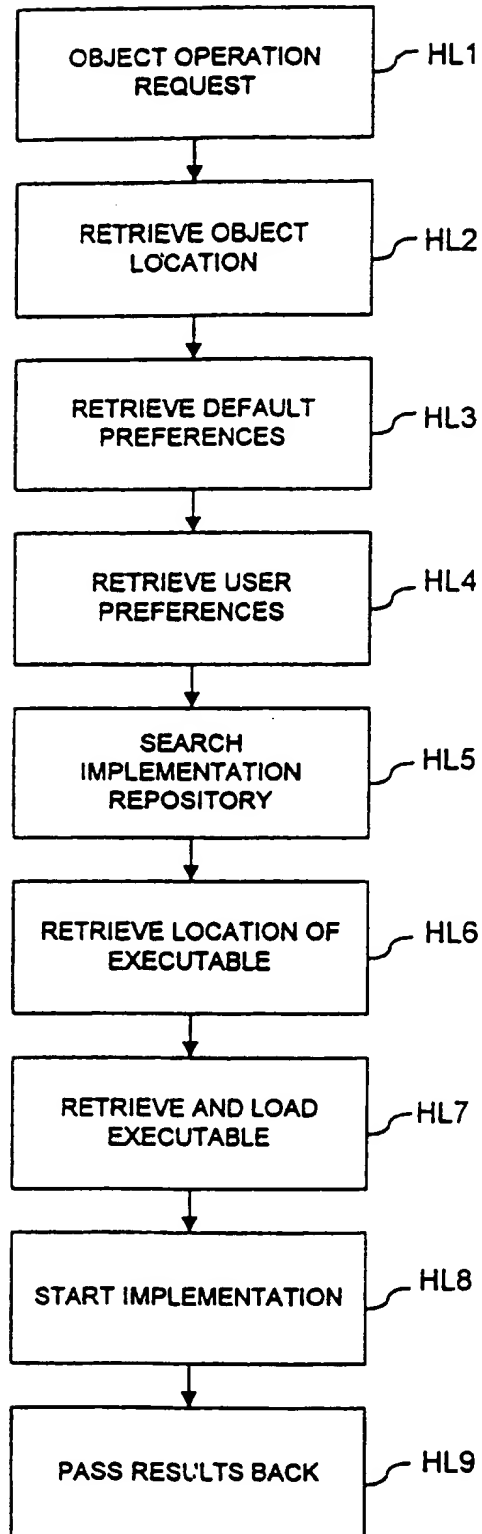 OBJECT OPERATION
REQUEST
HL1
RETRIEVE OBJECT
LOCATION
HL2
RETRIEVE DEFAULT
PREFERENCES
HL3
RETRIEVE USER
PREFERENCES
HL4
SEARCH
IMPLEMENTATION
REPOSITORY
HL5
RETRIEVE LOCATION OF
EXECUTABLE
HL6
RETRIEVE AND LOAD
EXECUTABLE
HL7
START IMPLEMENTATION
HL8
PASS RESULTS BACK
HL9